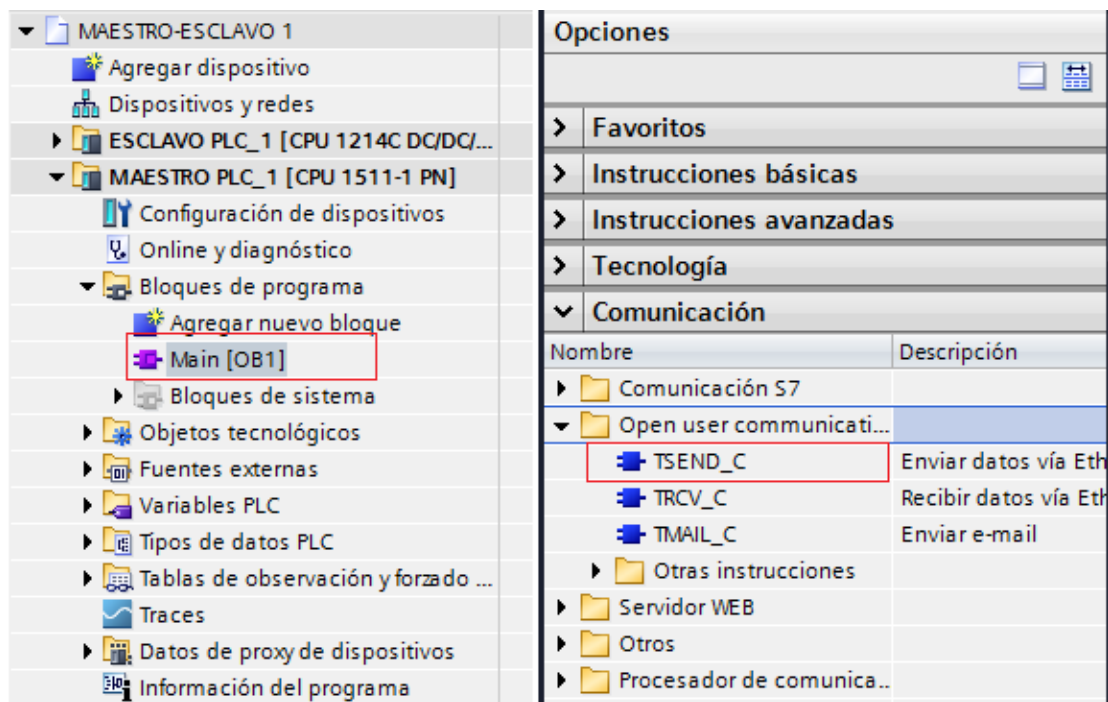 MAESTRO-ESCLAVO 1
Agregar dispositivo
Dispositivos y redes
ESCLAVO PLC_1 [CPU 1214C DC/DC/...
MAESTRO PLC_1 [CPU 1511-1 PN]
Configuración de dispositivos
Online y diagnóstico
Bloques de programa
Agregar nuevo bloque
Main [OB1]
Bloques de sistema
Objetos tecnológicos
Fuentes externas
Variables PLC
Tipos de datos PLC
Tablas de observación y forzado ...
Traces
Datos de proxy de dispositivos
Información del programa
Opciones
Favoritos
Instrucciones básicas
Instrucciones avanzadas
Tecnología
Comunicación
Nombre Descripción
Comunicación S7
Open user communicati...
TSEND_C Enviar datos vía Eth
TRCV_C Recibir datos vía Eth
TMAIL_C Enviar e-mail
Otras instrucciones
Servidor WEB
Otros
Procesador de comunica..